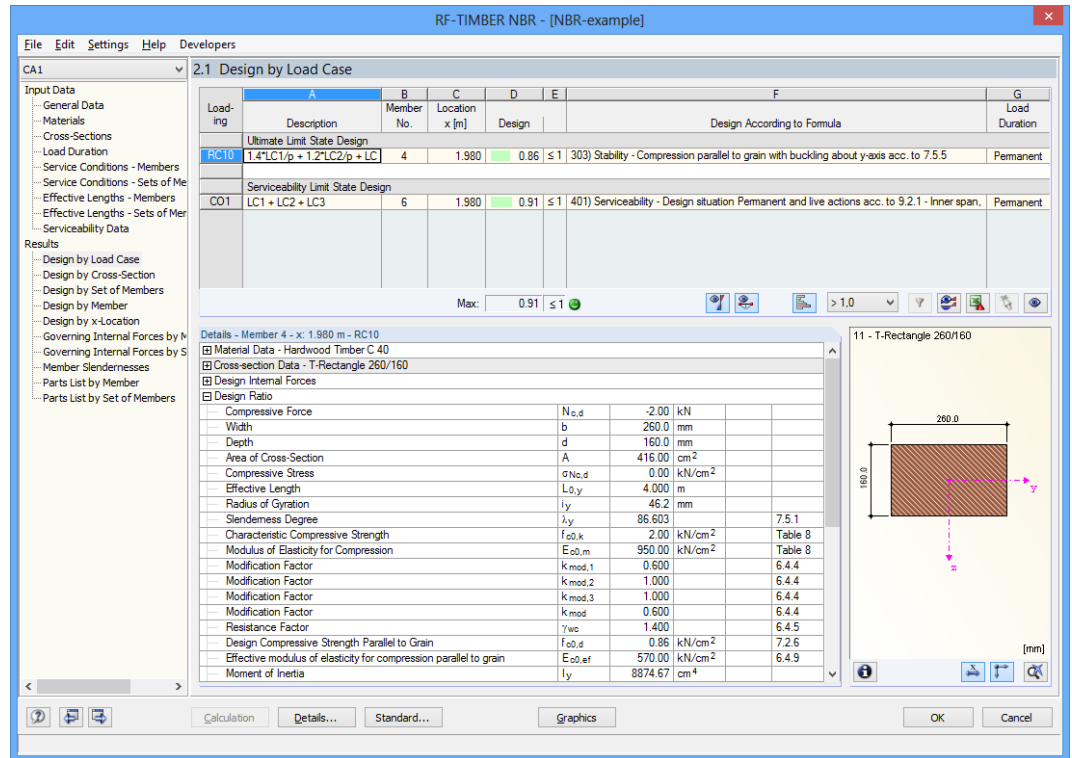 RF-TIMBER NBR - [NBR-example]
File Edit Settings Help Developers
CA1
Input Data
General Data
Materials
Cross-Sections
Load Duration
Service Conditions - Members
Service Conditions - Sets of Me
Effective Lengths - Members
Effective Lengths - Sets of Mer
Serviceability Data
Results
Design by Load Case
Design by Cross-Section
Design by Set of Members
Design by Member
Design by x-Location
Governing Internal Forces by M
Governing Internal Forces by S
Member Slendernesses
Parts List by Member
Parts List by Set of Members
2.1 Design by Load Case
A B C D E F G
Load- Member Location Load
ing Description No. x [m] Design Design According to Formula Duration
Ultimate Limit State Design
RC10 1.4*LC1/p + 1.2*LC2/p + LC 4 1.980 0.86 ≤ 1 303) Stability - Compression parallel to grain with buckling about y-axis acc. to 7.5.5 Permanent
Serviceability Limit State Design
CO1 LC1 + LC2 + LC3 6 1.980 0.91 ≤ 1 401) Serviceability - Design situation Permanent and live actions acc. to 9.2.1 - Inner span, Permanent
Max: 0.91 ≤ 1 > 1,0
Details - Member 4 - x: 1.980 m - RC10
Material Data - Hardwood Timber C 40
Cross-section Data - T-Rectangle 260/160
Design Internal Forces
Design Ratio
Compressive Force Nc,d -2.00 kN
Width b 260.0 mm
Depth d 160.0 mm
Area of Cross-Section A 416.00 cm2
Compressive Stress σNc,d 0.00 kN/cm2
Effective Length L0,y 4.000 m
Radius of Gyration iy 46.2 mm
Slenderness Degree λy 86.603 7.5.1
Characteristic Compressive Strength fc0,k 2.00 kN/cm2 Table 8
Modulus of Elasticity for Compression Ec0,m 950.00 kN/cm2 Table 8
Modification Factor kmod,1 0.600 6.4.4
Modification Factor kmod,2 1.000 6.4.4
Modification Factor kmod,3 1.000 6.4.4
Modification Factor kmod 0.600 6.4.4
Resistance Factor γwc 1.400 6.4.5
Design Compressive Strength Parallel to Grain fc0,d 0.86 kN/cm2 7.2.6
Effective modulus of elasticity for compression parallel to grain Ec0,ef 570.00 kN/cm2 6.4.9
Moment of Inertia Iy 8874.67 cm4
11 - T-Rectangle 260/160
260.0
160.0
y
z
[mm]
Calculation Details... Standard... Graphics OK Cancel